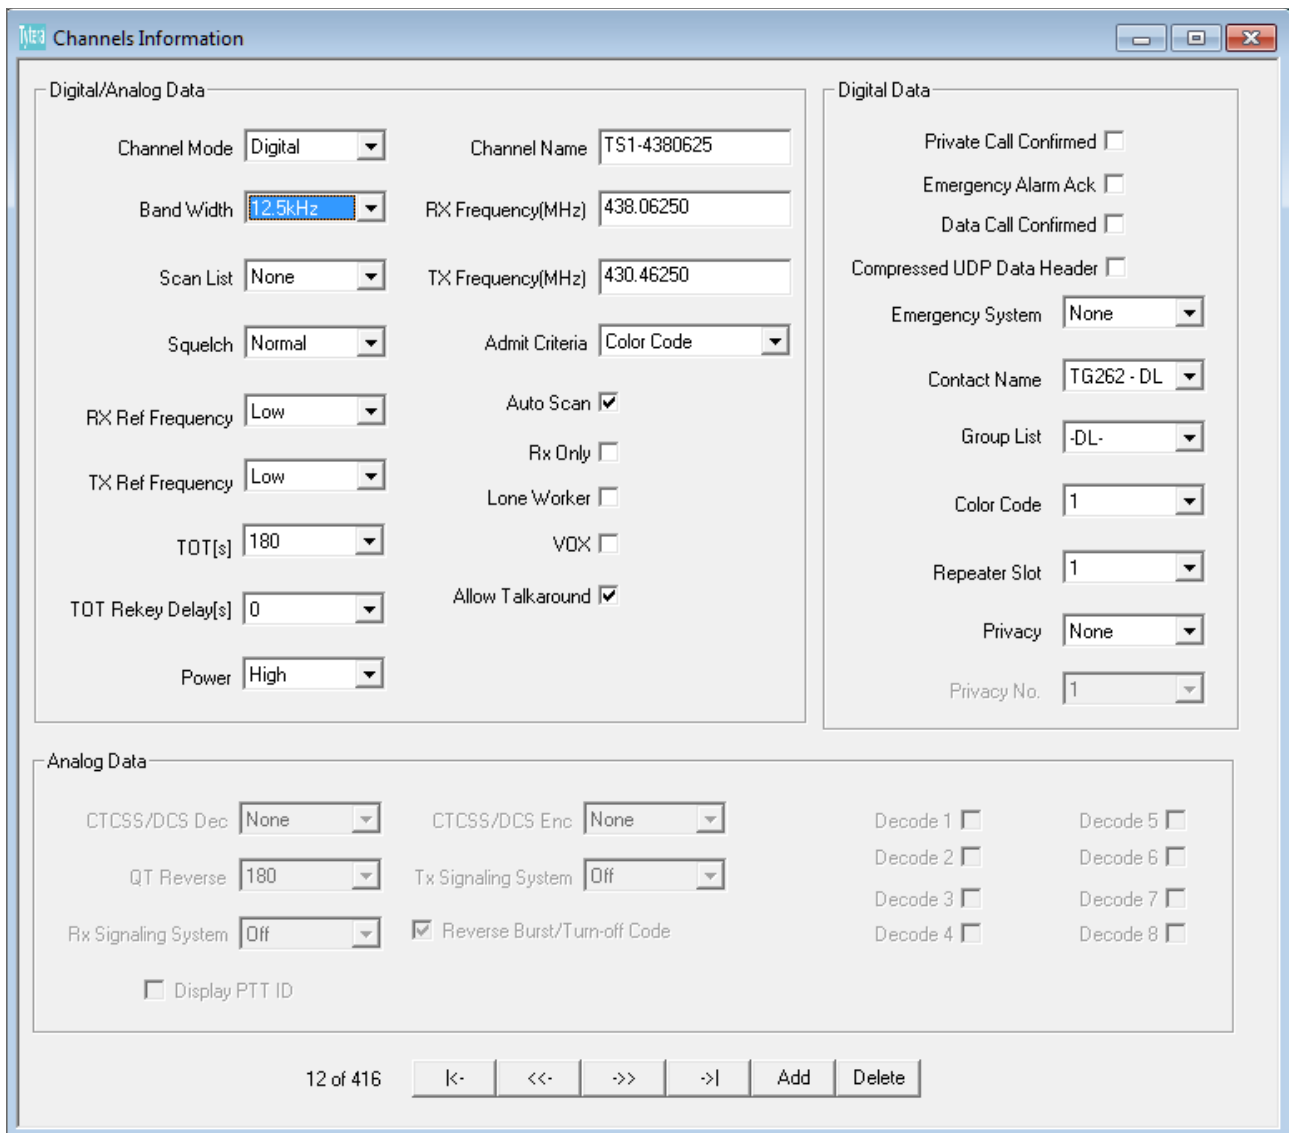 Tytera Channels Information
Digital/Analog Data
Channel Mode Digital
Band Width 12.5kHz
Scan List None
Squelch Normal
RX Ref Frequency Low
TX Ref Frequency Low
TOT[s] 180
TOT Rekey Delay[s] 0
Power High
Channel Name TS1-4380625
RX Frequency(MHz) 438.06250
TX Frequency(MHz) 430.46250
Admit Criteria Color Code
Auto Scan
Rx Only
Lone Worker
VOX
Allow Talkaround
Digital Data
Private Call Confirmed
Emergency Alarm Ack
Data Call Confirmed
Compressed UDP Data Header
Emergency System None
Contact Name TG262 - DL
Group List -DL-
Color Code 1
Repeater Slot 1
Privacy None
Privacy No. 1
Analog Data
CTCSS/DCS Dec None
QT Reverse 180
Rx Signaling System Off
Display PTT ID
CTCSS/DCS Enc None
Tx Signaling System Off
Reverse Burst/Turn-off Code
Decode 1
Decode 2
Decode 3
Decode 4
Decode 5
Decode 6
Decode 7
Decode 8
12 of 416 |<- <<- ->> ->| Add Delete